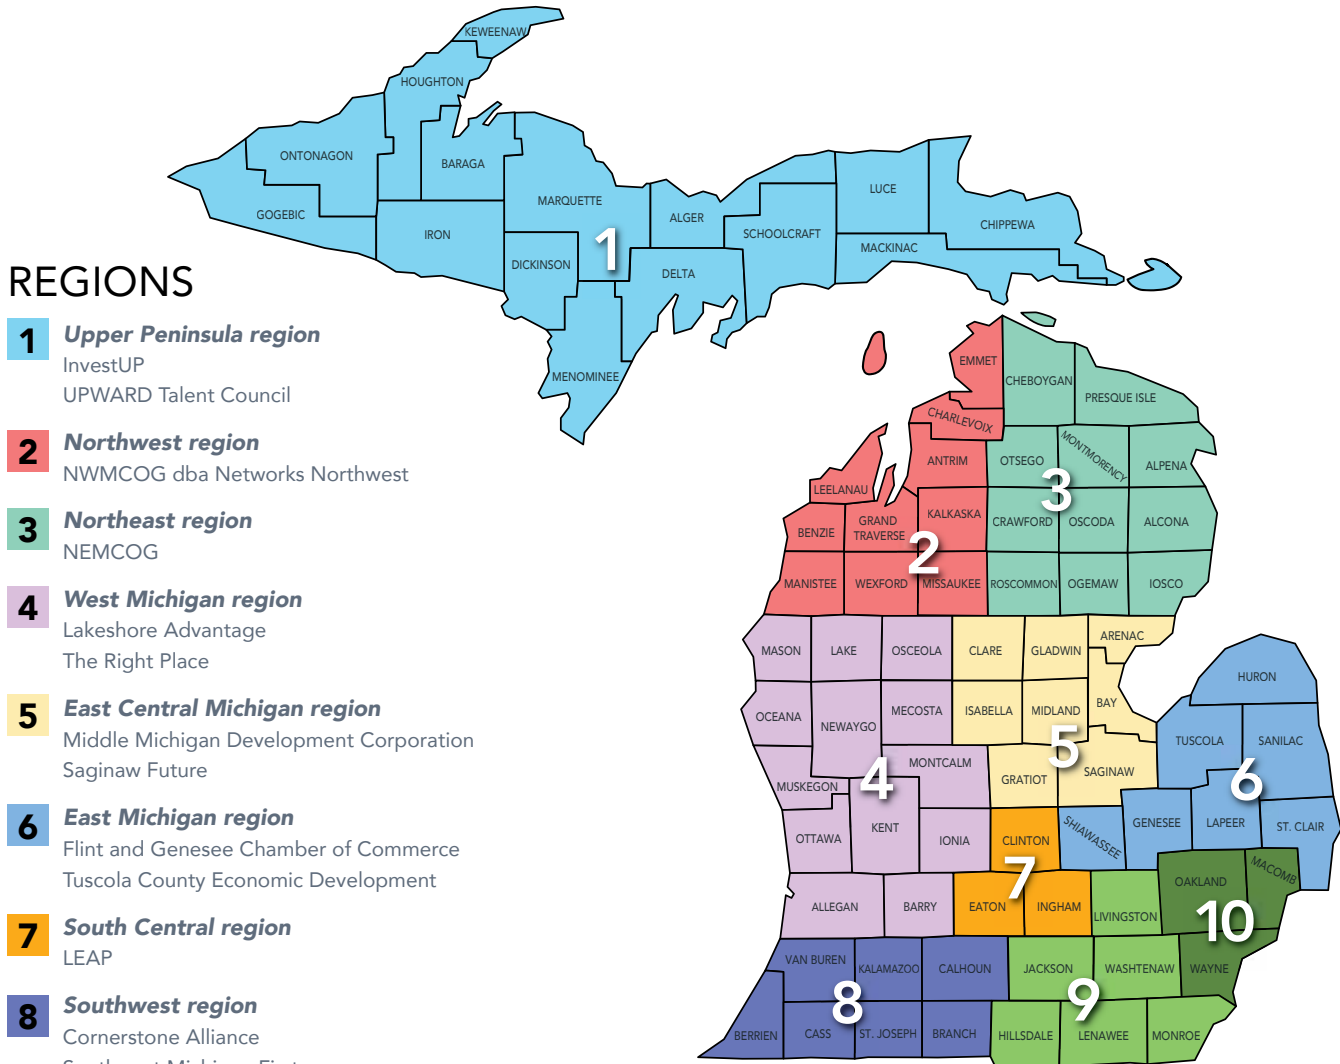 KEWEENAW
HOUGHTON
ONTONAGON
BARAGA
GOGEBIC
IRON
MARQUETTE
DICKINSON
1
ALGER
DELTA
SCHOOLCRAFT
LUCE
CHIPPEWA
MACKINAC
MENOMINEE
REGIONS
1 Upper Peninsula region
InvestUP
UPWARD Talent Council
2 Northwest region
NWMCOG dba Networks Northwest
3 Northeast region
NEMCOG
4 West Michigan region
Lakeshore Advantage
The Right Place
5 East Central Michigan region
Middle Michigan Development Corporation
Saginaw Future
6 East Michigan region
Flint and Genesee Chamber of Commerce
Tuscola County Economic Development
7 South Central region
LEAP
8 Southwest region
Cornerstone Alliance
Southwest Michigan First
EMMET
CHEBOYGAN
PRESQUE ISLE
CHARLEVOIX
ANTRIM
OTSEGO
MONTMORENCY
ALPENA
3
LEELANAU
BENZIE
GRAND
TRAVERSE
KALKASKA
CRAWFORD
OSCODA
ALCONA
2
MANISTEE
WEXFORD
MISSAUKEE
ROSCOMMON
OGEMAW
IOSCO
MASON
LAKE
OSCEOLA
CLARE
GLADWIN
ARENAC
HURON
OCEANA
NEWAYGO
MECOSTA
ISABELLA
MIDLAND
BAY
5
TUSCOLA
SANILAC
6
MUSKEGON
4
MONTCALM
GRATIOT
SAGINAW
OTTAWA
KENT
IONIA
CLINTON
SHIAWASSEE
GENESEE
LAPEER
ST. CLAIR
7
ALLEGAN
BARRY
EATON
INGHAM
LIVINGSTON
OAKLAND
MACOMB
10
VAN BUREN
KALAMAZOO
CALHOUN
JACKSON
WASHTENAW
WAYNE
8
9
BERRIEN
CASS
ST. JOSEPH
BRANCH
HILLSDALE
LENAWEE
MONROE